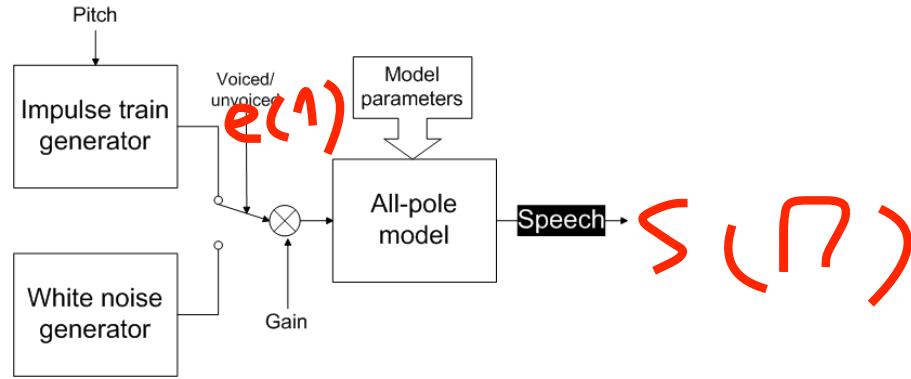 Pitch
Impulse train
generator
Voiced/
unvoiced
e(n)
Model
parameters
All-pole
model
Speech
s(n)
White noise
generator
Gain